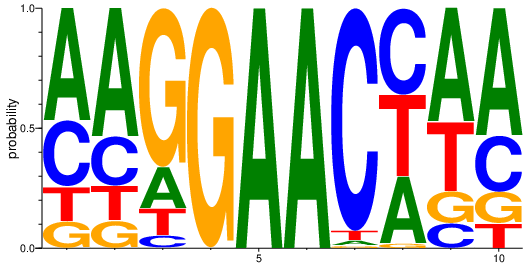 1.0
probability
0.5
0.0
A A G G A A C C A A
C C A T T C
T T T A G G
G G C T A A G C T
5 10